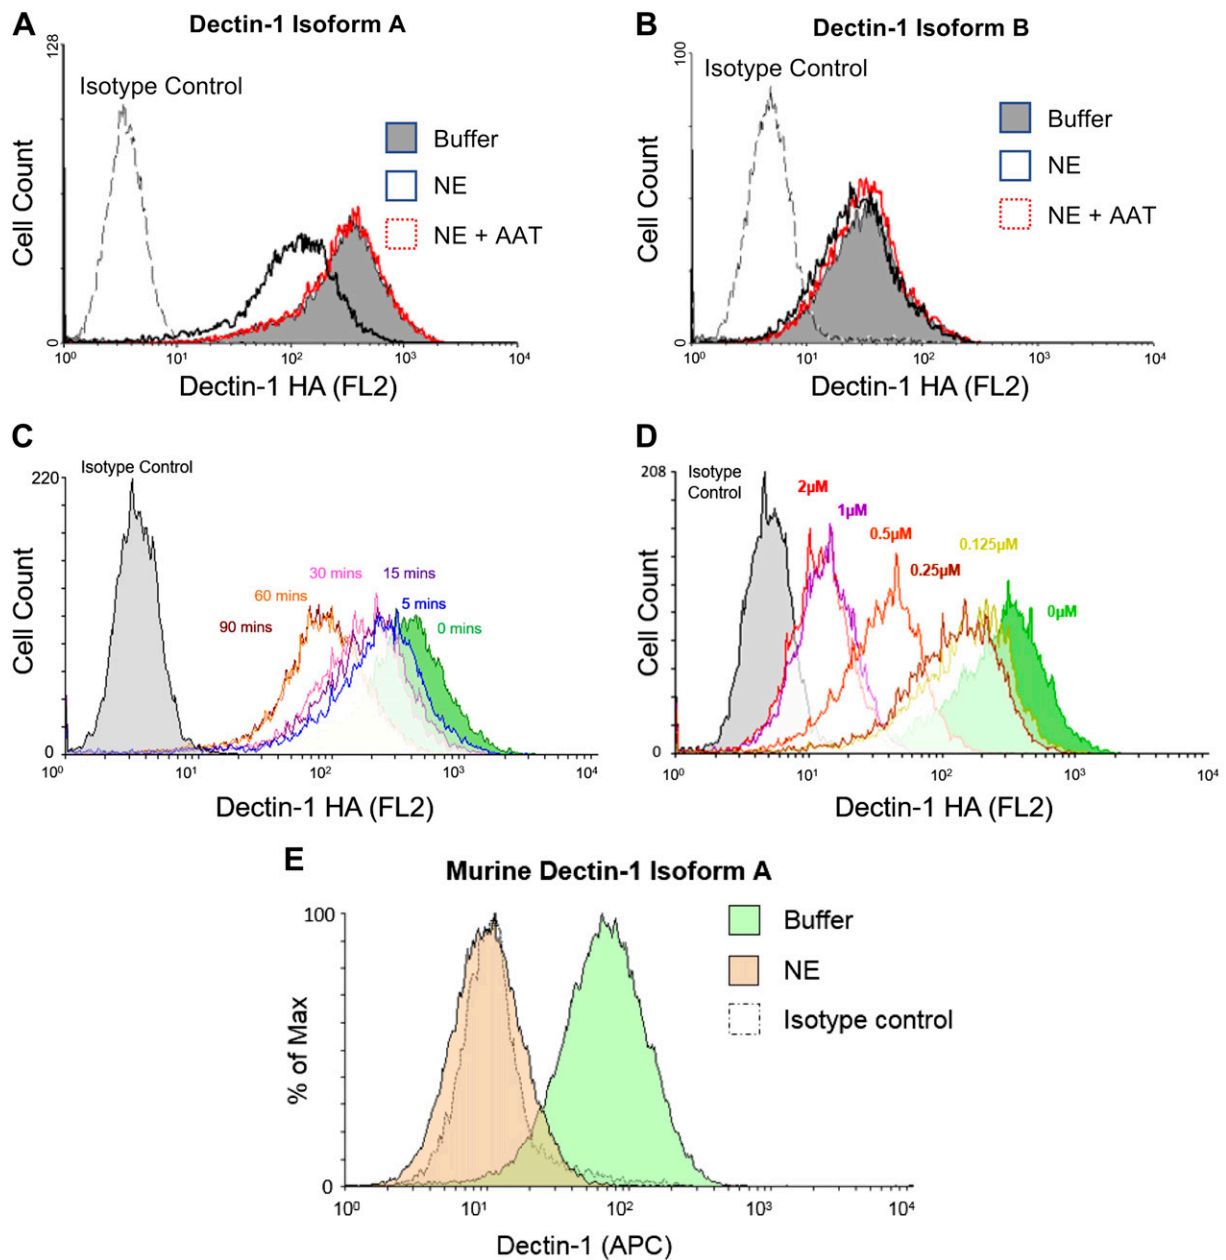 A
Dectin-1 Isoform A
128
Isotype Control
Buffer
NE
NE + AAT
Cell Count
0
10⁰ 10¹ 10² 10³ 10⁴
Dectin-1 HA (FL2)
B
Dectin-1 Isoform B
100
Isotype Control
Buffer
NE
NE + AAT
Cell Count
0
10⁰ 10¹ 10² 10³ 10⁴
Dectin-1 HA (FL2)
C
Isotype Control
220
30 mins 15 mins
60 mins 5 mins
90 mins 0 mins
Cell Count
0
10⁰ 10¹ 10² 10³ 10⁴
Dectin-1 HA (FL2)
D
208
Isotype
Control
2µM
1µM
0.5µM
0.125µM
0.25µM
0µM
Cell Count
0
10⁰ 10¹ 10² 10³ 10⁴
Dectin-1 HA (FL2)
E
Murine Dectin-1 Isoform A
100
Buffer
NE
Isotype control
% of Max
0
10⁰ 10¹ 10² 10³ 10⁴
Dectin-1 (APC)